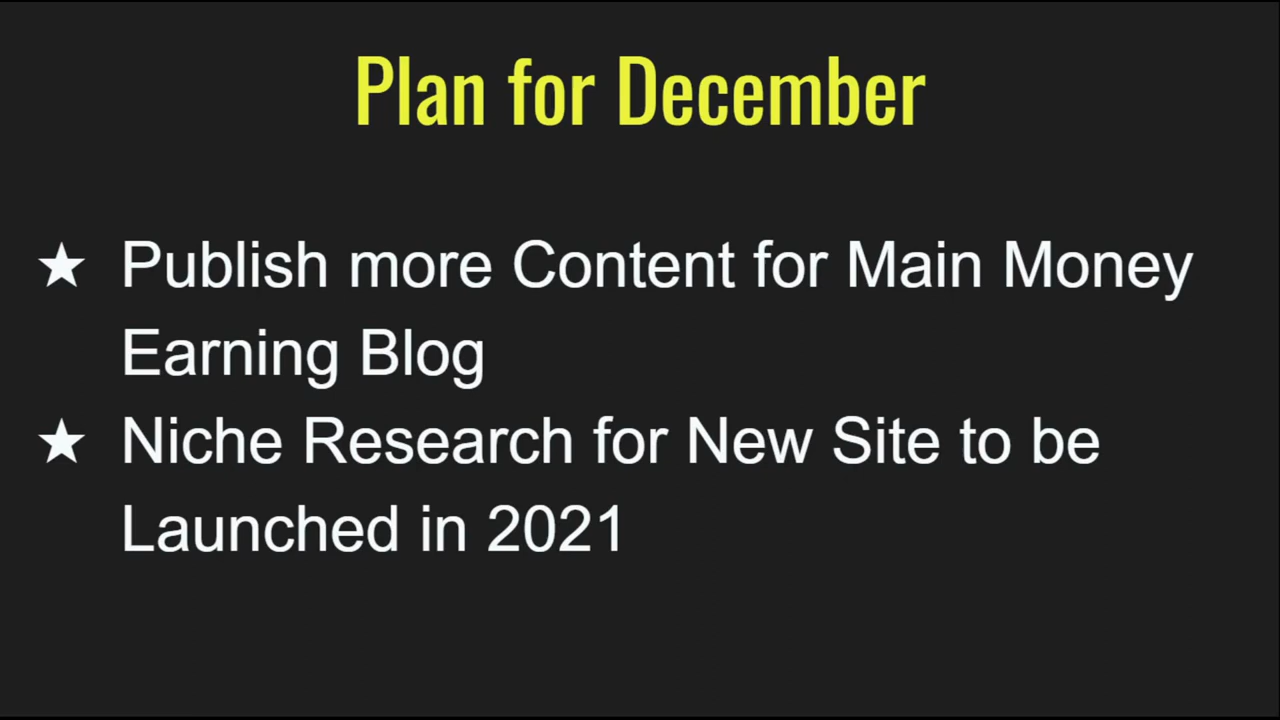 Plan for December
★ Publish more Content for Main Money
Earning Blog
★ Niche Research for New Site to be
Launched in 2021